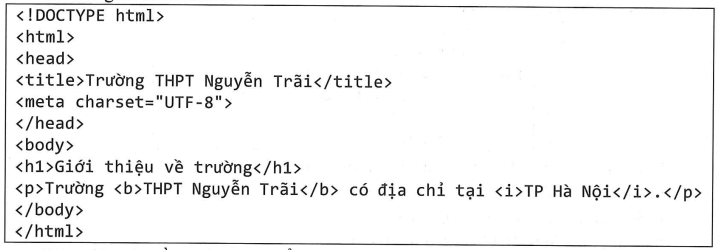 <!DOCTYPE html>
<html>
<head>
<title>Trường THPT Nguyễn Trãi</title>
<meta charset="UTF-8">
</head>
<body>
<h1>Giới thiệu về trường</h1>
<p>Trường <b>THPT Nguyễn Trãi</b> có địa chỉ tại <i>TP Hà Nội</i>.</p>
</body>
</html>